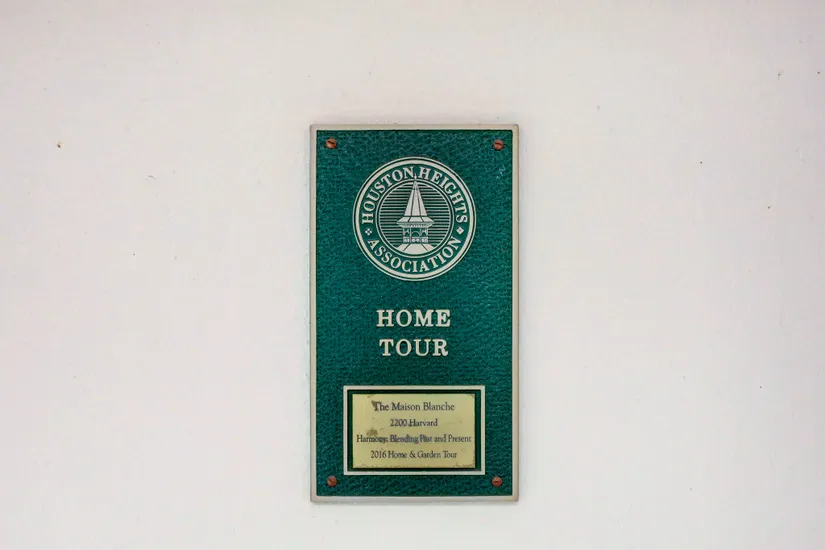 HOUSTON HEIGHTS
ASSOCIATION
HOME
TOUR
The Maison Blanche
2200 Harvard
Harmony: Blending Past and Present
2016 Home & Garden Tour